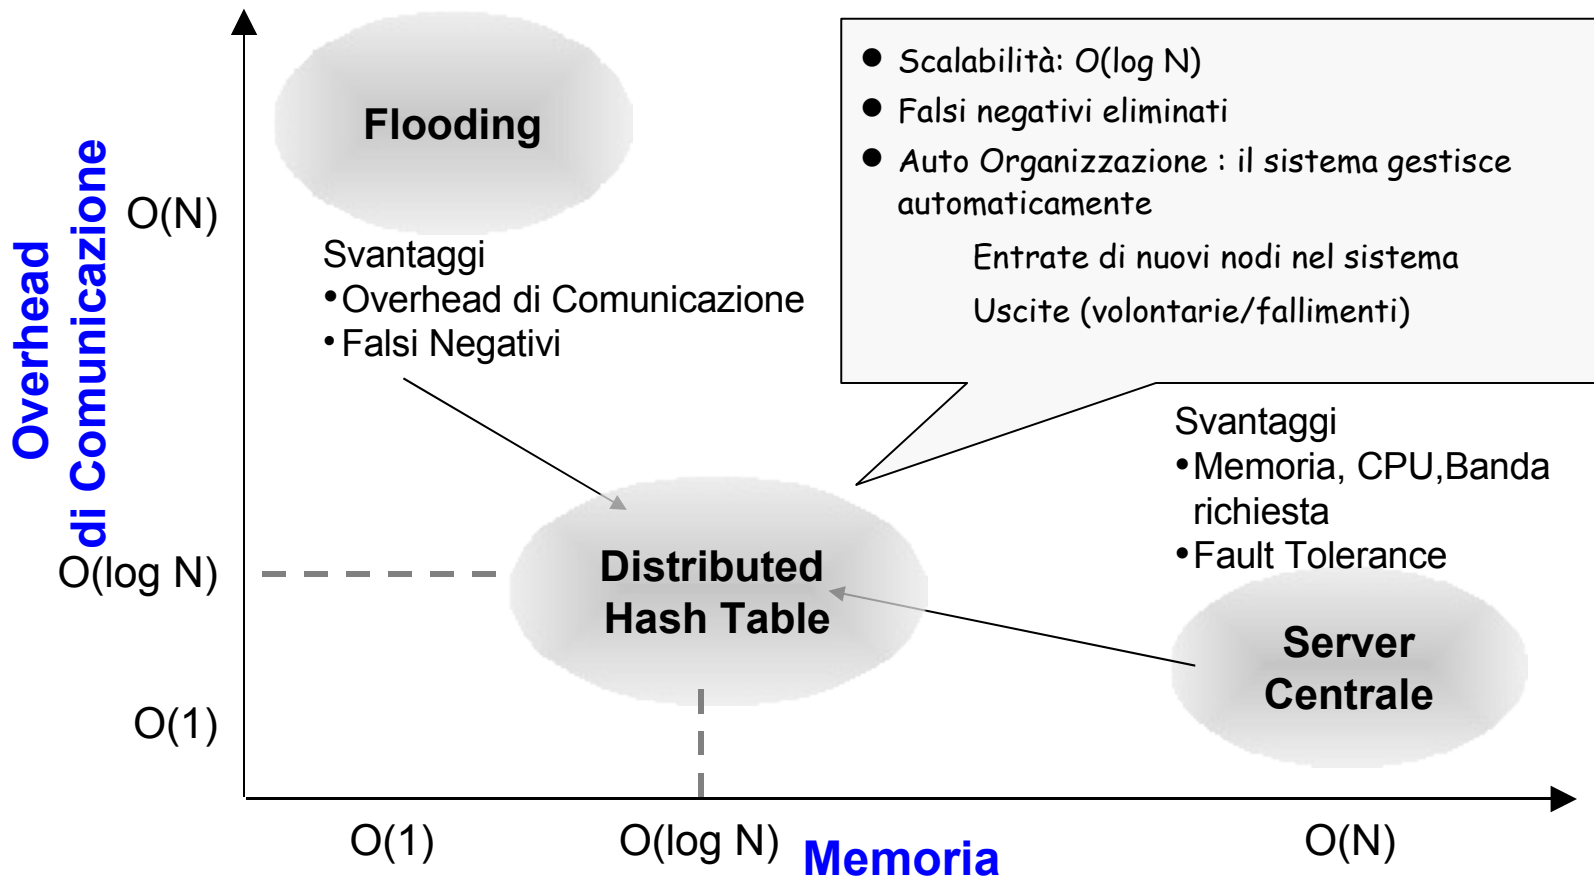 Overhead
di Comunicazione
O(N)
O(log N)
O(1)
Flooding
Svantaggi
•Overhead di Comunicazione
•Falsi Negativi
● Scalabilità: O(log N)
● Falsi negativi eliminati
● Auto Organizzazione : il sistema gestisce
automaticamente
Entrate di nuovi nodi nel sistema
Uscite (volontarie/fallimenti)
Distributed
Hash Table
Svantaggi
•Memoria, CPU,Banda
richiesta
•Fault Tolerance
Server
Centrale
O(1)
O(log N)
Memoria
O(N)